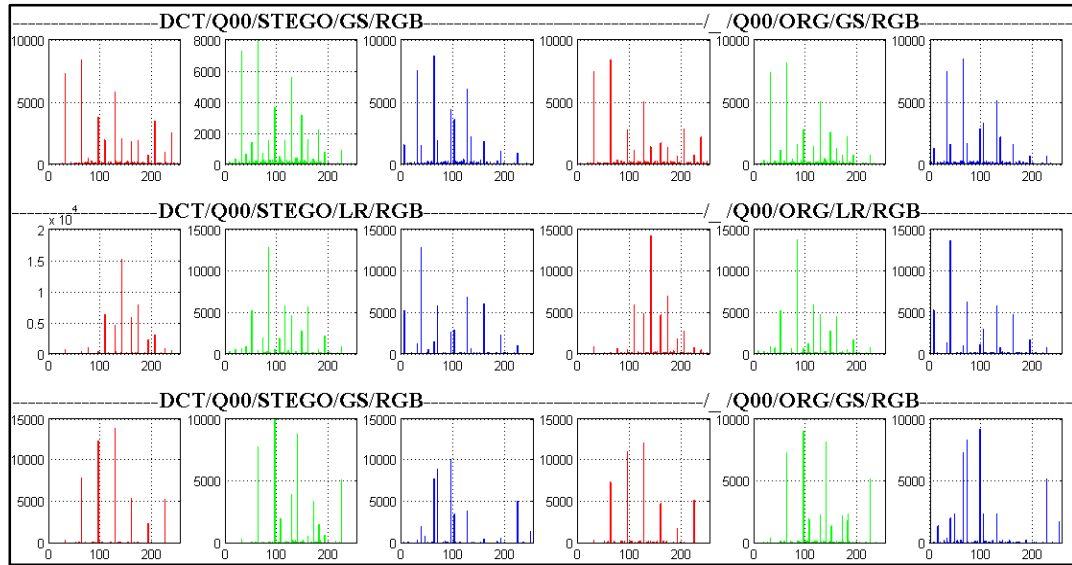 --------------------DCT/Q00/STEGO/GS/RGB--------------------------------------/_ /Q00/ORG/GS/RGB--------------------
10000 8000 10000 10000 10000 10000
6000
5000 4000 5000 5000 5000 5000
2000
0 0 0 0 0 0
0 100 200 0 100 200 0 100 200 0 100 200 0 100 200 0 100 200
--------------------DCT/Q00/STEGO/LR/RGB--------------------------------------/_ /Q00/ORG/LR/RGB--------------------
x 10^4
2 15000 15000 15000 15000 15000
1.5 10000 10000 10000 10000 10000
1
0.5 5000 5000 5000 5000 5000
0 0 0 0 0 0
0 100 200 0 100 200 0 100 200 0 100 200 0 100 200 0 100 200
--------------------DCT/Q00/STEGO/GS/RGB--------------------------------------/_ /Q00/ORG/GS/RGB--------------------
15000 10000 15000 15000 10000 10000
10000 10000 10000
5000 5000 5000 5000 5000 5000
0 0 0 0 0 0
0 100 200 0 100 200 0 100 200 0 100 200 0 100 200 0 100 200